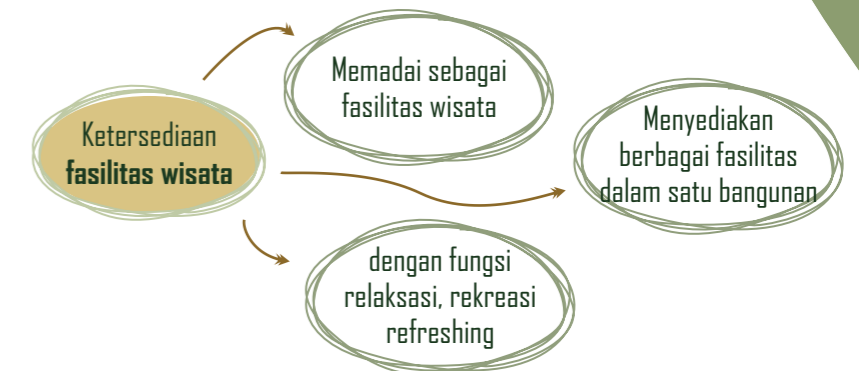 Ketersediaan
fasilitas wisata
Memadai sebagai
fasilitas wisata
Menyediakan
berbagai fasilitas
dalam satu bangunan
dengan fungsi
relaksasi, rekreasi
refreshing